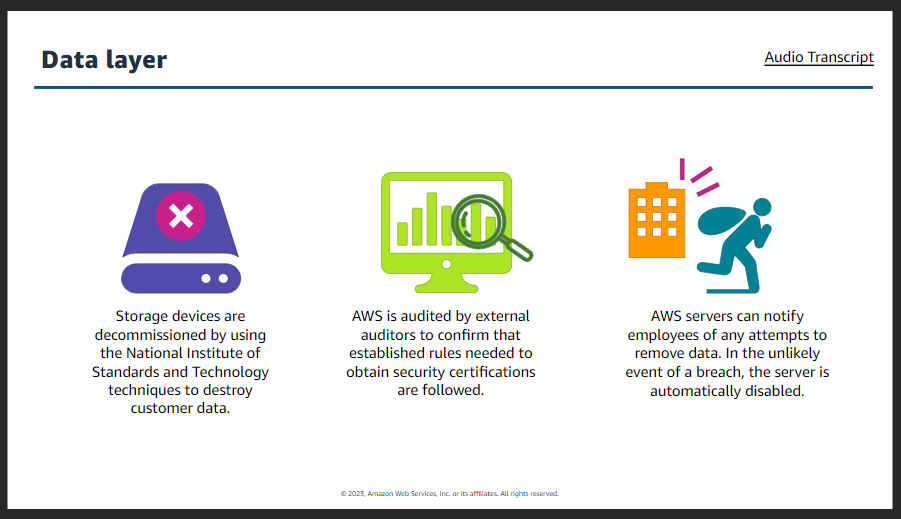 Data layer
Audio Transcript
Storage devices are
decommissioned by using
the National Institute of
Standards and Technology
techniques to destroy
customer data.
AWS is audited by external
auditors to confirm that
established rules needed to
obtain security certifications
are followed.
AWS servers can notify
employees of any attempts to
remove data. In the unlikely
event of a breach, the server is
automatically disabled.
© 2023, Amazon Web Services, Inc. or its affiliates. All rights reserved.